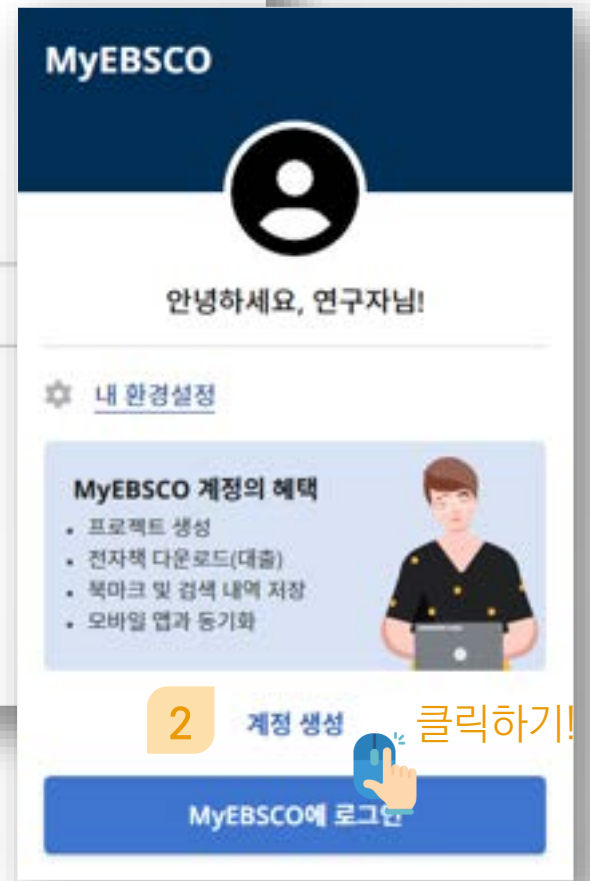 MyEBSCO
안녕하세요, 연구자님!
내 환경설정
MyEBSCO 계정의 혜택
• 프로젝트 생성
• 전자책 다운로드(대출)
• 북마크 및 검색 내역 저장
• 모바일 앱과 동기화
2 계정 생성 클릭하기!
MyEBSCO에 로그인